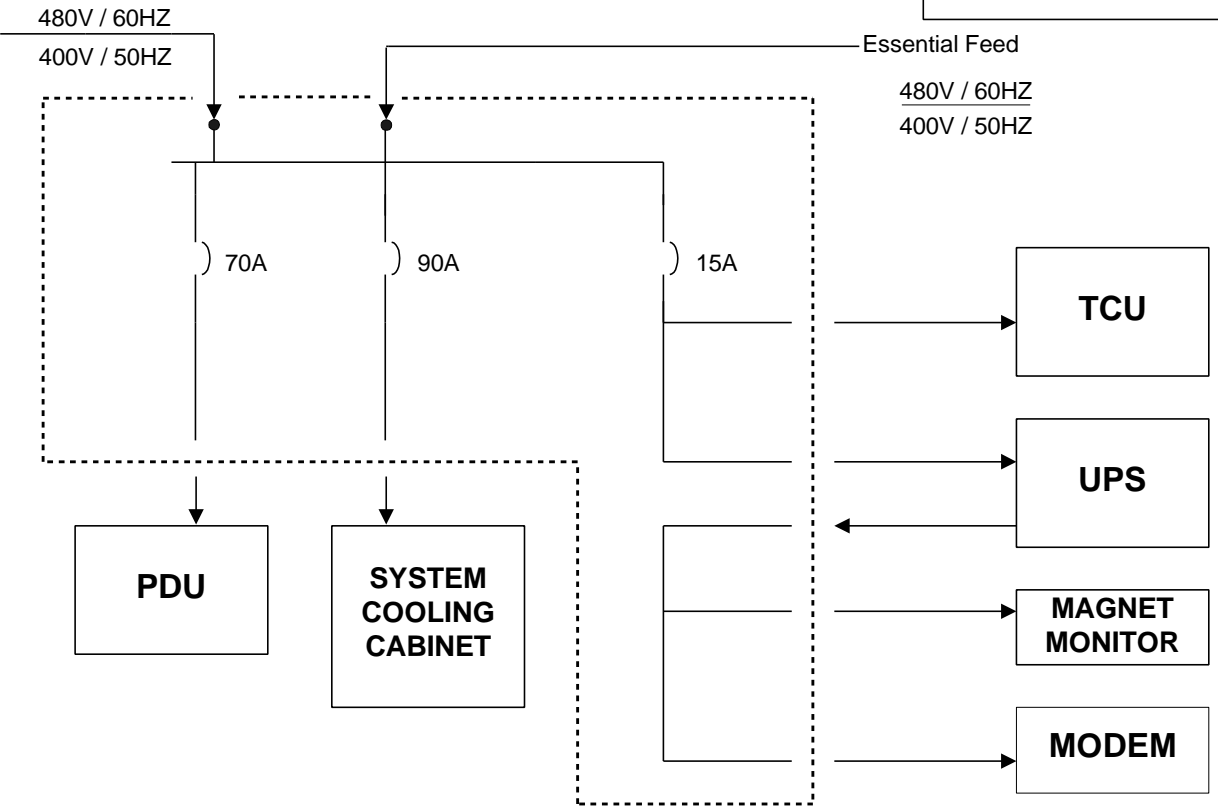 480V / 60HZ
400V / 50HZ
Essential Feed
480V / 60HZ
400V / 50HZ
70A
90A
15A
TCU
UPS
PDU
SYSTEM
COOLING
CABINET
MAGNET
MONITOR
MODEM